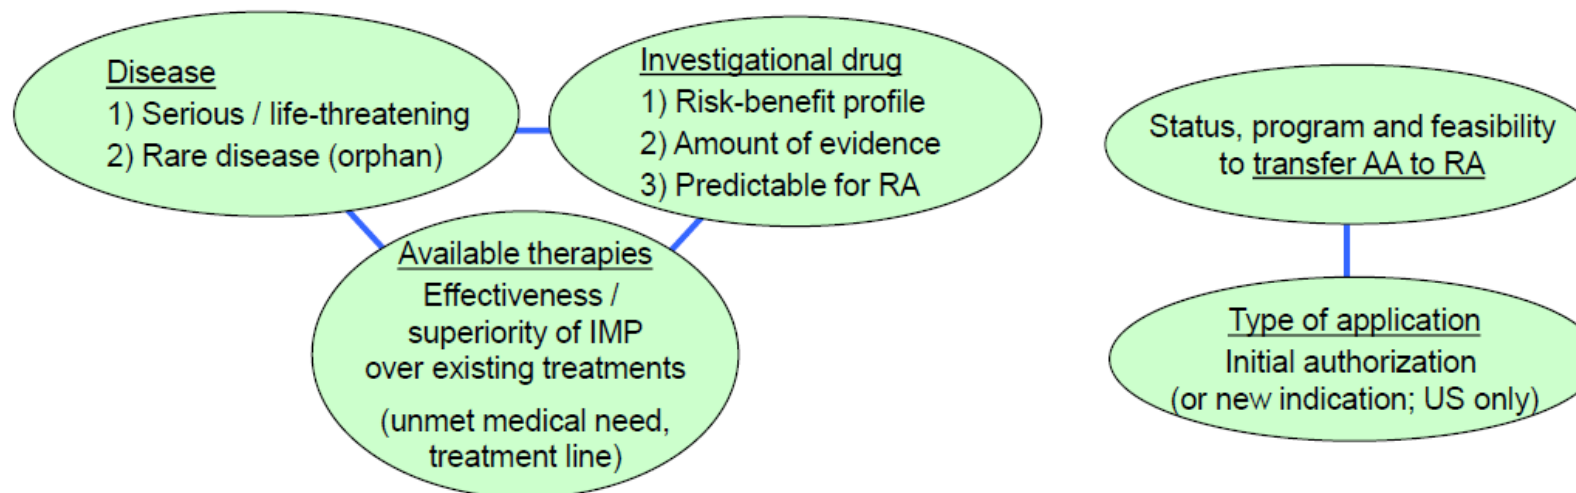 Disease
1) Serious / life-threatening
2) Rare disease (orphan)
Investigational drug
1) Risk-benefit profile
2) Amount of evidence
3) Predictable for RA
Available therapies
Effectiveness /
superiority of IMP
over existing treatments
(unmet medical need,
treatment line)
Status, program and feasibility
to transfer AA to RA
Type of application
Initial authorization
(or new indication; US only)